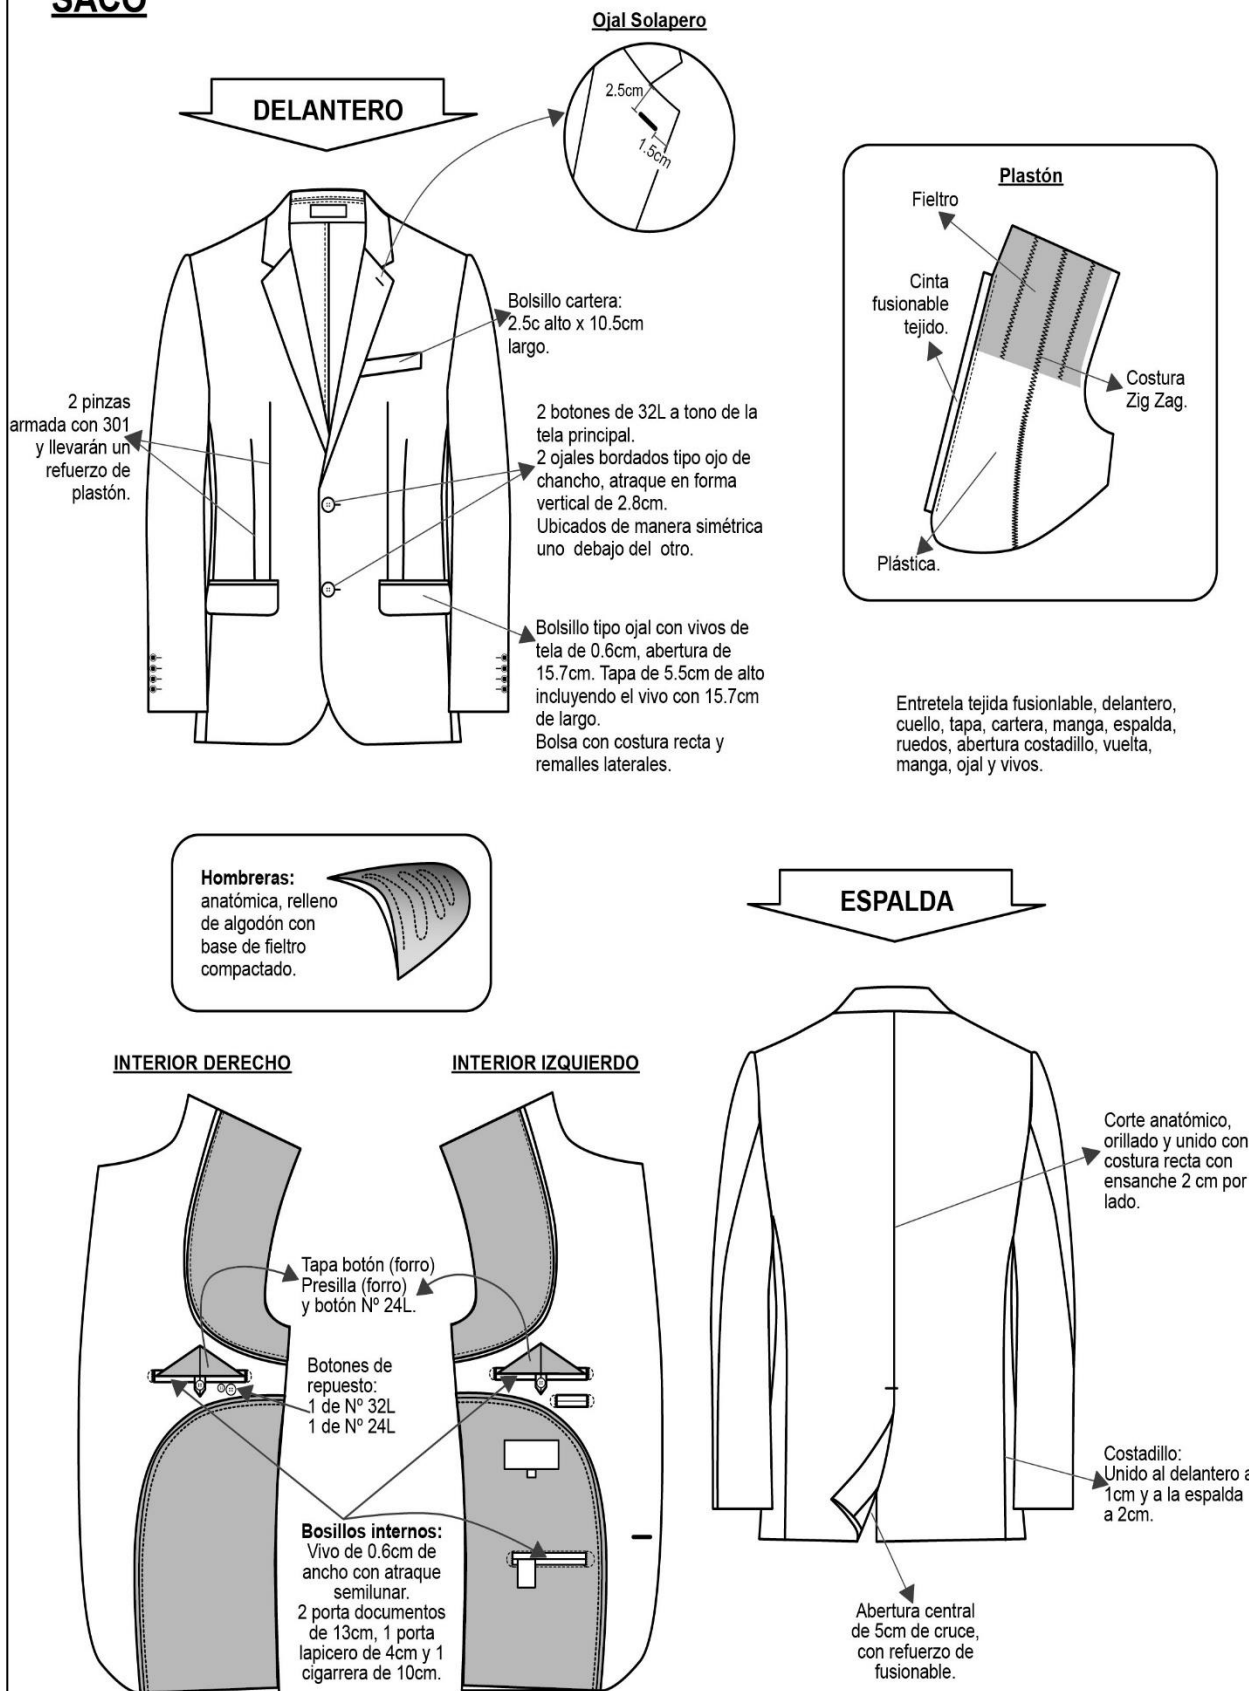 SACO
Ojal Solapero
2.5cm
1.5cm
DELANTERO
Bolsillo cartera:
2.5c alto x 10.5cm
largo.
2 pinzas
armada con 301
y llevarán un
refuerzo de
plastón.
2 botones de 32L a tono de la
tela principal.
2 ojales bordados tipo ojo de
chancho, atraque en forma
vertical de 2.8cm.
Ubicados de manera simétrica
uno debajo del otro.
Bolsillo tipo ojal con vivos de
tela de 0.6cm, abertura de
15.7cm. Tapa de 5.5cm de alto
incluyendo el vivo con 15.7cm
de largo.
Bolsa con costura recta y
remalles laterales.
Plastón
Fieltro
Cinta
fusionable
tejido.
Costura
Zig Zag.
Plástica.
Entretela tejida fusionlable, delantero,
cuello, tapa, cartera, manga, espalda,
ruedos, abertura costadillo, vuelta,
manga, ojal y vivos.
Hombreras:
anatómica, relleno
de algodón con
base de fieltro
compactado.
ESPALDA
INTERIOR DERECHO
INTERIOR IZQUIERDO
Tapa botón (forro)
Presilla (forro)
y botón Nº 24L.
Botones de
repuesto:
1 de Nº 32L
1 de Nº 24L
Bosillos internos:
Vivo de 0.6cm de
ancho con atraque
semilunar.
2 porta documentos
de 13cm, 1 porta
lapicero de 4cm y 1
cigarrera de 10cm.
Corte anatómico,
orillado y unido con
costura recta con
ensanche 2 cm por
lado.
Costadillo:
Unido al delantero a
1cm y a la espalda
a 2cm.
Abertura central
de 5cm de cruce,
con refuerzo de
fusionable.